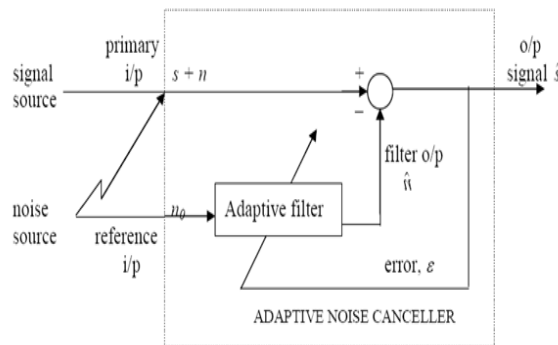 primary
i/p
signal
source
s + n
+
−
o/p
signal ŝ
filter o/p
n̂
noise
source
n₀
Adaptive filter
reference
i/p
error, ε
ADAPTIVE NOISE CANCELLER